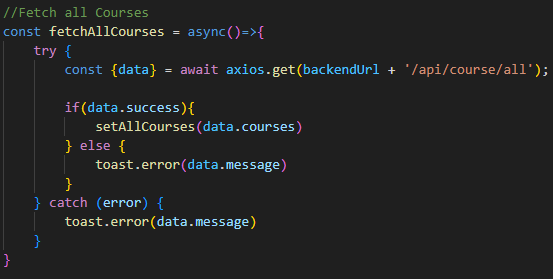 //Fetch all Courses
const fetchAllCourses = async()=>{
    try {
        const {data} = await axios.get(backendUrl + '/api/course/all');

        if(data.success){
            setAllCourses(data.courses)
        } else {
            toast.error(data.message)
        }
    } catch (error) {
        toast.error(data.message)
    }
}